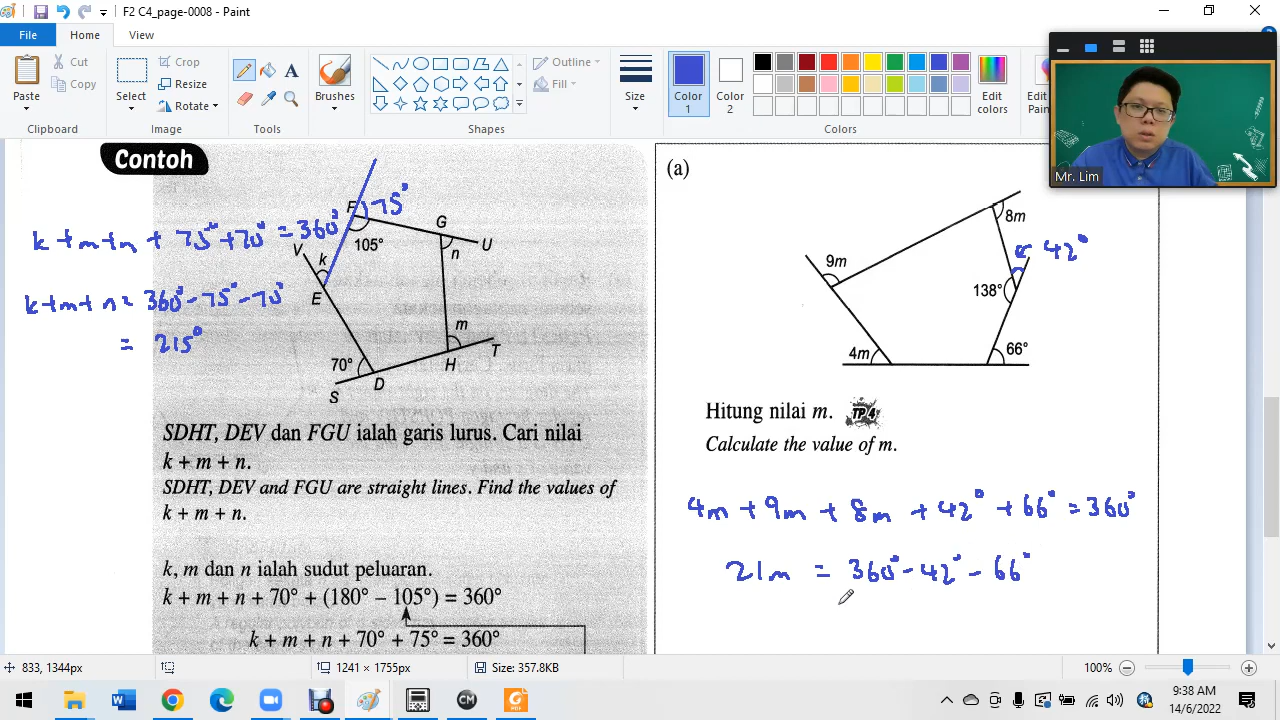 F2 C4_page-0008 - Paint
File
Home
View
Paste
Cut
Copy
Clipboard
Select
Crop
Resize
Rotate
Image
Tools
Brushes
Shapes
Outline
Fill
Size
Color 1
Color 2
Edit colors
Edit
Colors
Mr. Lim
Contoh
k + m + n + 75° + 70° = 360°
k + m + n = 360° - 75° - 70°
= 215°
F
75°
105°
G
U
n
V
k
E
m
H
T
70°
D
S
SDHT, DEV dan FGU ialah garis lurus. Cari nilai
k + m + n.
SDHT, DEV and FGU are straight lines. Find the values of
k + m + n.
k, m dan n ialah sudut peluaran.
k + m + n + 70° + (180° – 105°) = 360°
k + m + n + 70° + 75° = 360°
(a)
8m
42°
9m
138°
4m
66°
Hitung nilai m. TP 4
Calculate the value of m.
4m + 9m + 8m + 42° + 66° = 360°
21m = 360° - 42° - 66°
833, 1344px
1241 × 1755px
Size: 357.8KB
100%
9:38 AM
14/6/2022